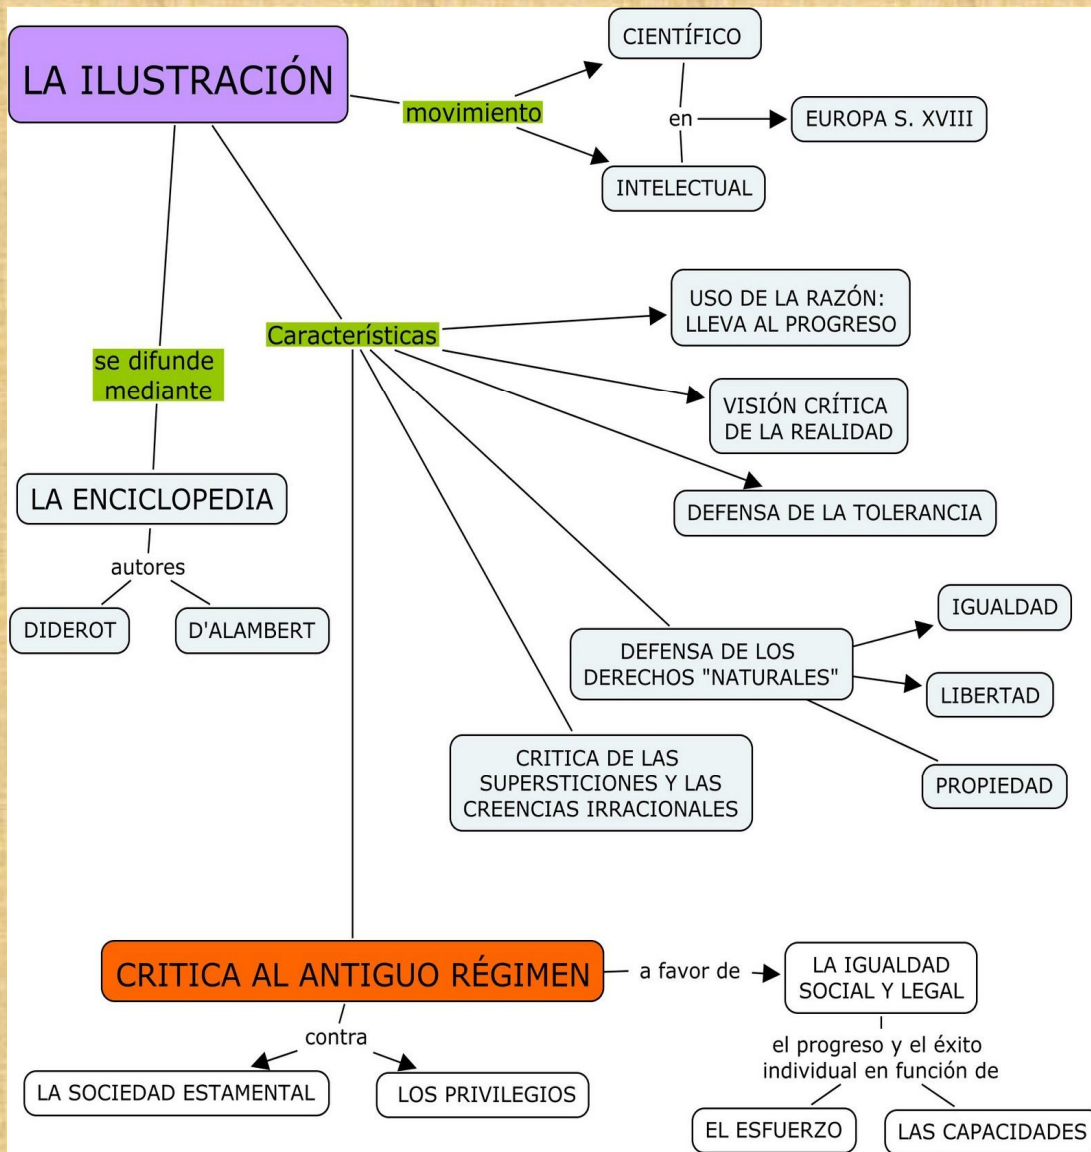 LA ILUSTRACIÓN
movimiento
CIENTÍFICO
en
EUROPA S. XVIII
INTELECTUAL
se difunde
mediante
LA ENCICLOPEDIA
autores
DIDEROT
D'ALAMBERT
Características
USO DE LA RAZÓN:
LLEVA AL PROGRESO
VISIÓN CRÍTICA
DE LA REALIDAD
DEFENSA DE LA TOLERANCIA
DEFENSA DE LOS
DERECHOS "NATURALES"
IGUALDAD
LIBERTAD
PROPIEDAD
CRITICA DE LAS
SUPERSTICIONES Y LAS
CREENCIAS IRRACIONALES
CRITICA AL ANTIGUO RÉGIMEN
a favor de
LA IGUALDAD
SOCIAL Y LEGAL
contra
LA SOCIEDAD ESTAMENTAL
LOS PRIVILEGIOS
el progreso y el éxito
individual en función de
EL ESFUERZO
LAS CAPACIDADES